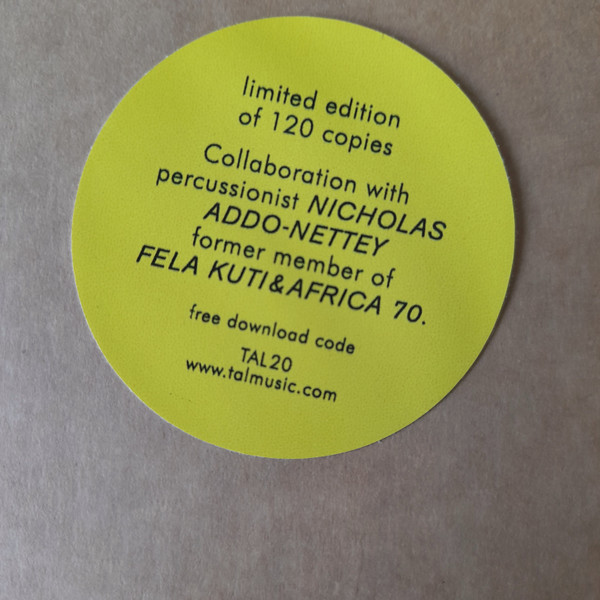 limited edition
of 120 copies
Collaboration with
percussionist NICHOLAS
ADDO-NETTEY
former member of
FELA KUTI&AFRICA 70.
free download code
TAL20
www.talmusic.com